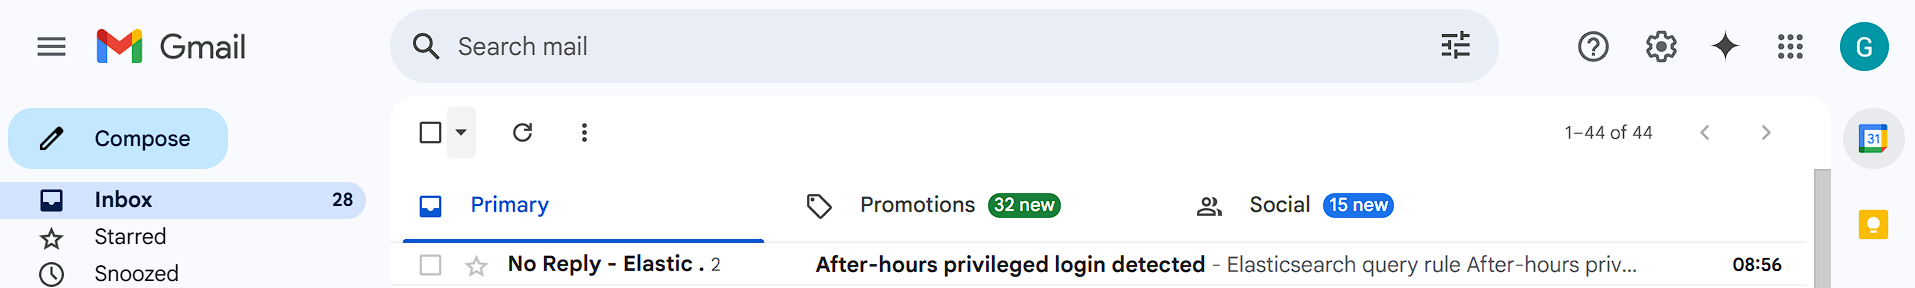 Gmail
Search mail
G
Compose
1–44 of 44
31
Inbox 28
Primary
Promotions 32 new
Social 15 new
Starred
No Reply - Elastic . 2 After-hours privileged login detected - Elasticsearch query rule After-hours priv... 08:56
Snoozed